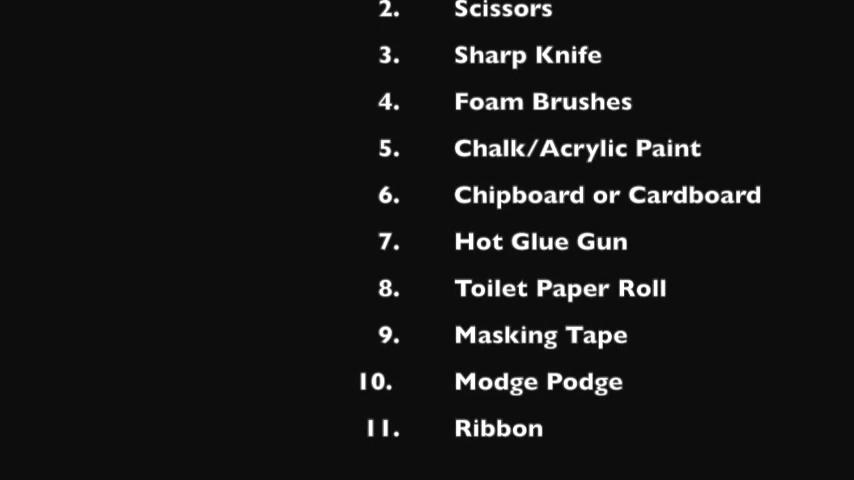 2. Scissors
3. Sharp Knife
4. Foam Brushes
5. Chalk/Acrylic Paint
6. Chipboard or Cardboard
7. Hot Glue Gun
8. Toilet Paper Roll
9. Masking Tape
10. Modge Podge
11. Ribbon